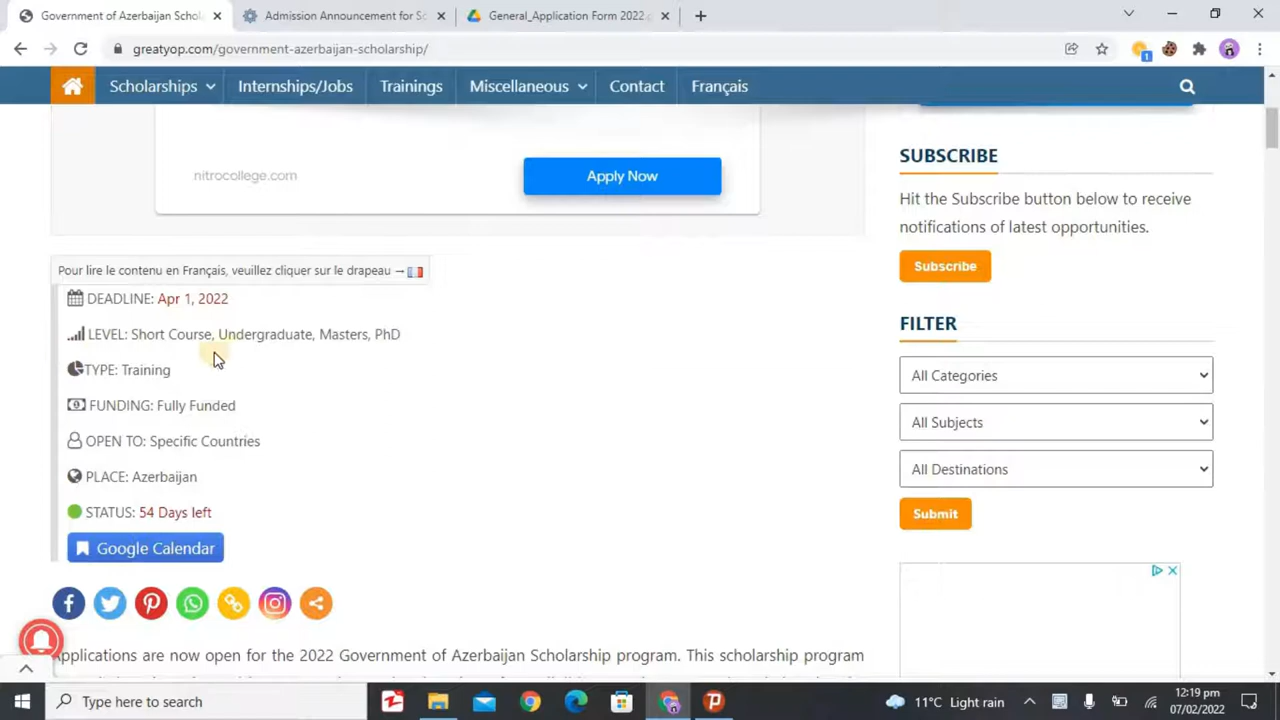 Government of Azerbaijan Schol
Admission Announcement for Sc
General_Application Form 2022
greatyop.com/government-azerbaijan-scholarship/
1
Scholarships
Internships/Jobs
Trainings
Miscellaneous
Contact
Français
nitrocollege.com
Apply Now
SUBSCRIBE
Hit the Subscribe button below to receive
notifications of latest opportunities.
Subscribe
Pour lire le contenu en Français, veuillez cliquer sur le drapeau →
DEADLINE: Apr 1, 2022
LEVEL: Short Course, Undergraduate, Masters, PhD
TYPE: Training
FUNDING: Fully Funded
OPEN TO: Specific Countries
PLACE: Azerbaijan
STATUS: 54 Days left
Google Calendar
FILTER
All Categories
All Subjects
All Destinations
Submit
Applications are now open for the 2022 Government of Azerbaijan Scholarship program. This scholarship program
Type here to search
11°C Light rain
12:19 pm
07/02/2022